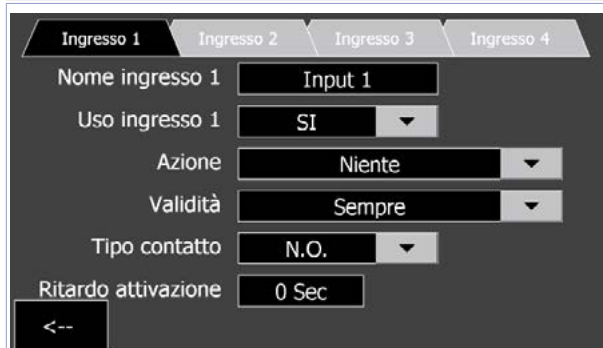 Ingresso 1 Ingresso 2 Ingresso 3 Ingresso 4
Nome ingresso 1 Input 1
Uso ingresso 1 SI
Azione Niente
Validità Sempre
Tipo contatto N.O.
Ritardo attivazione 0 Sec
<--